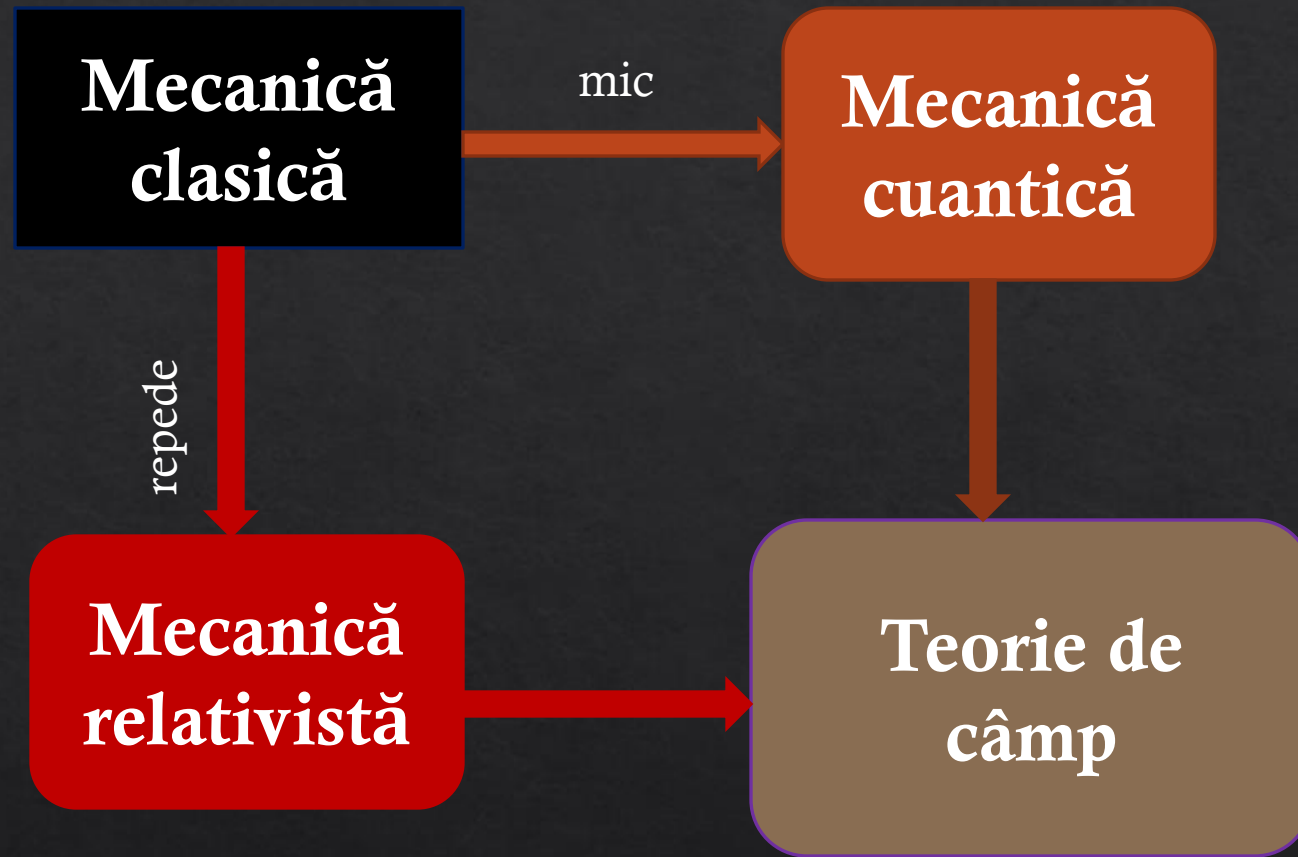 Mecanică
clasică
mic
Mecanică
cuantică
repede
Mecanică
relativistă
Teorie de
câmp